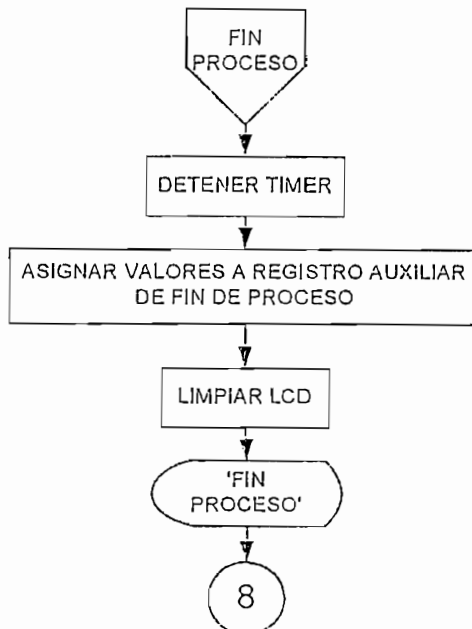 FIN
PROCESO
DETENER TIMER
ASIGNAR VALORES A REGISTRO AUXILIAR
DE FIN DE PROCESO
LIMPIAR LCD
'FIN
PROCESO'
8